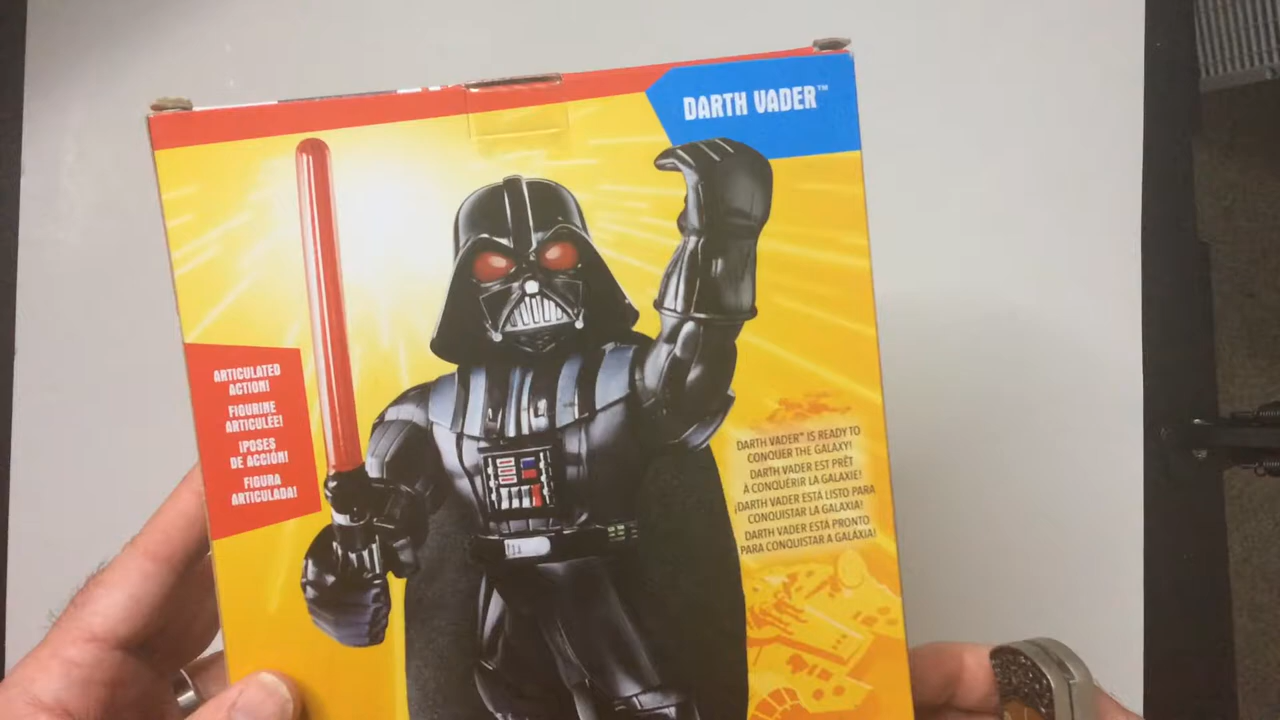 DARTH VADER™
ARTICULATED
ACTION!
FIGURINE
ARTICULÉE!
¡POSES
DE ACCIÓN!
FIGURA
ARTICULADA!
DARTH VADER™ IS READY TO
CONQUER THE GALAXY!
DARTH VADER EST PRÊT
À CONQUÉRIR LA GALAXIE!
¡DARTH VADER ESTÁ LISTO PARA
CONQUISTAR LA GALAXIA!
DARTH VADER ESTÁ PRONTO
PARA CONQUISTAR A GALÁXIA!